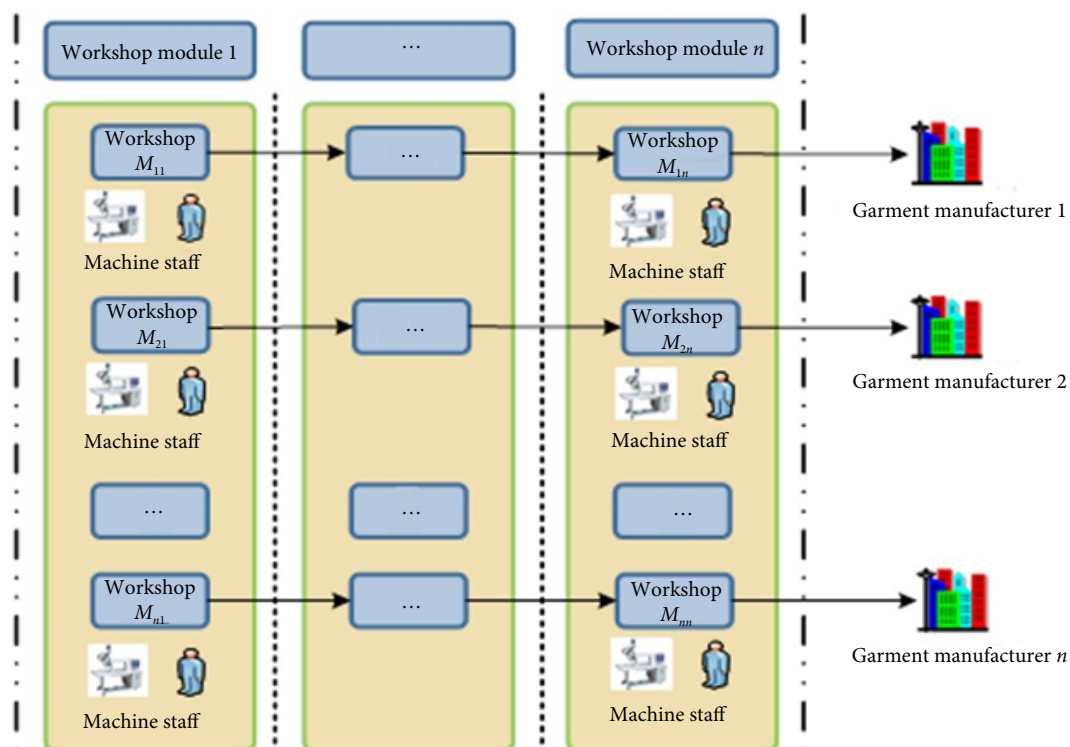 Workshop module 1
…
Workshop module n
Workshop
M11
…
Workshop
M1n
Machine staff
Machine staff
Garment manufacturer 1
Workshop
M21
…
Workshop
M2n
Machine staff
Machine staff
Garment manufacturer 2
…
…
…
Workshop
Mn1
…
Workshop
Mnn
Machine staff
Machine staff
Garment manufacturer n